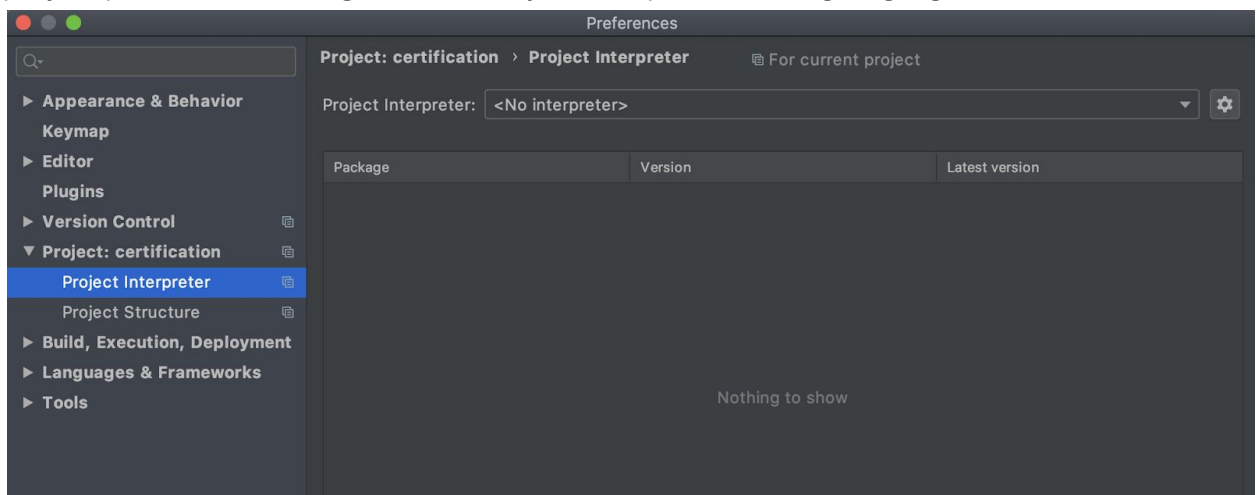 Preferences
Project: certification › Project Interpreter For current project
Appearance & Behavior
Keymap
Editor
Plugins
Version Control
Project: certification
Project Interpreter
Project Structure
Build, Execution, Deployment
Languages & Frameworks
Tools
Project Interpreter: <No interpreter>
Package Version Latest version
Nothing to show